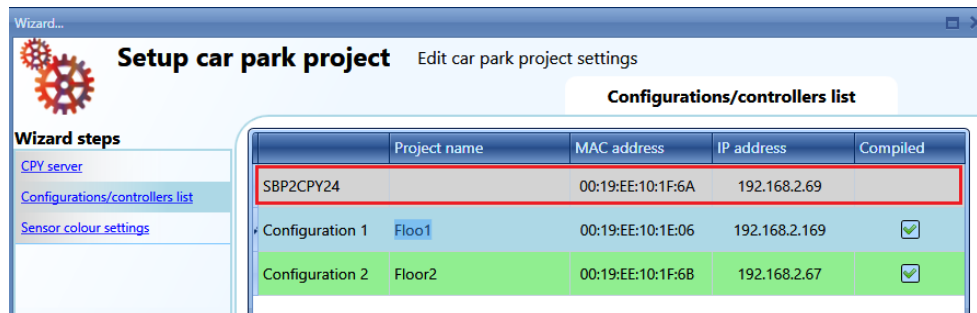 Wizard...
Setup car park project Edit car park project settings
Configurations/controllers list
Wizard steps
CPY server
Configurations/controllers list
Sensor colour settings
Project name MAC address IP address Compiled
SBP2CPY24 00:19:EE:10:1F:6A 192.168.2.69
Configuration 1 Floo1 00:19:EE:10:1E:06 192.168.2.169
Configuration 2 Floor2 00:19:EE:10:1F:6B 192.168.2.67